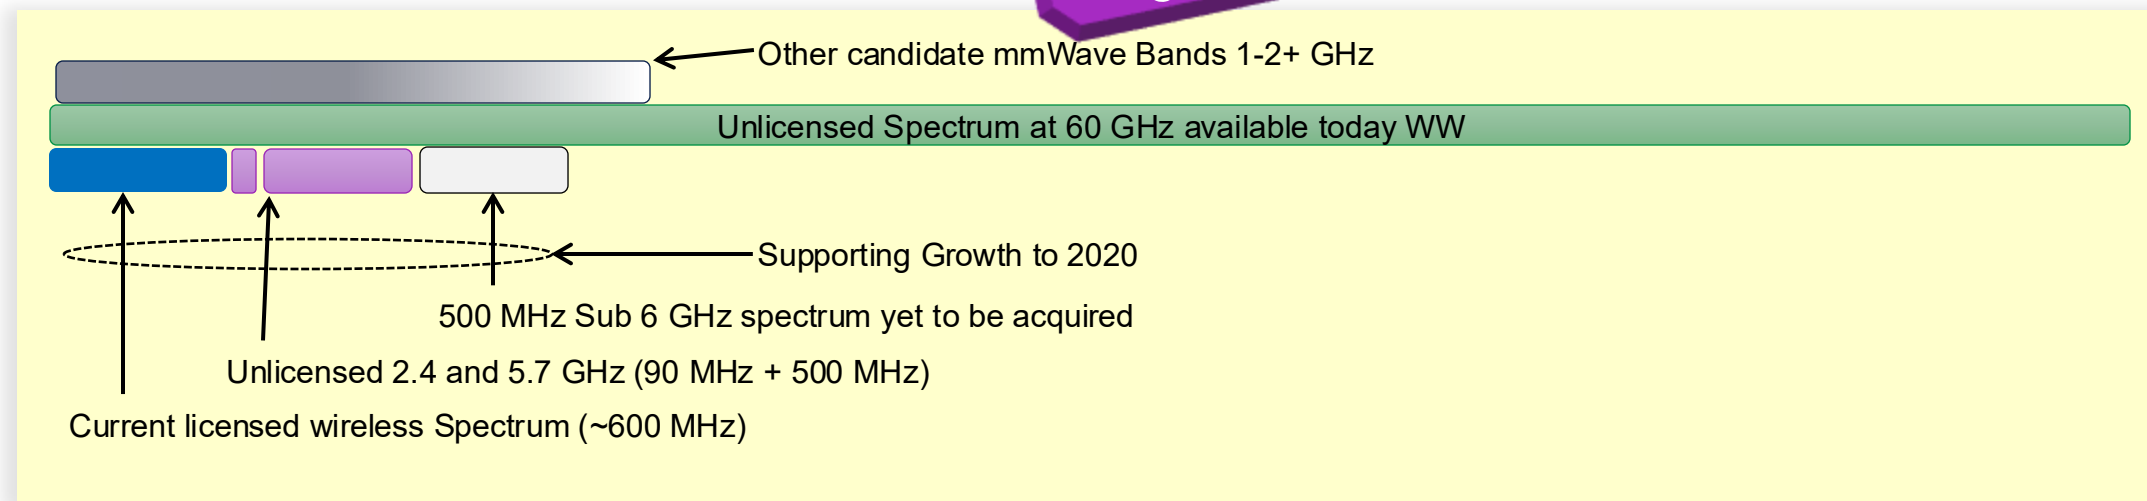 Other candidate mmWave Bands 1-2+ GHz
Unlicensed Spectrum at 60 GHz available today WW
Supporting Growth to 2020
500 MHz Sub 6 GHz spectrum yet to be acquired
Unlicensed 2.4 and 5.7 GHz (90 MHz + 500 MHz)
Current licensed wireless Spectrum (~600 MHz)